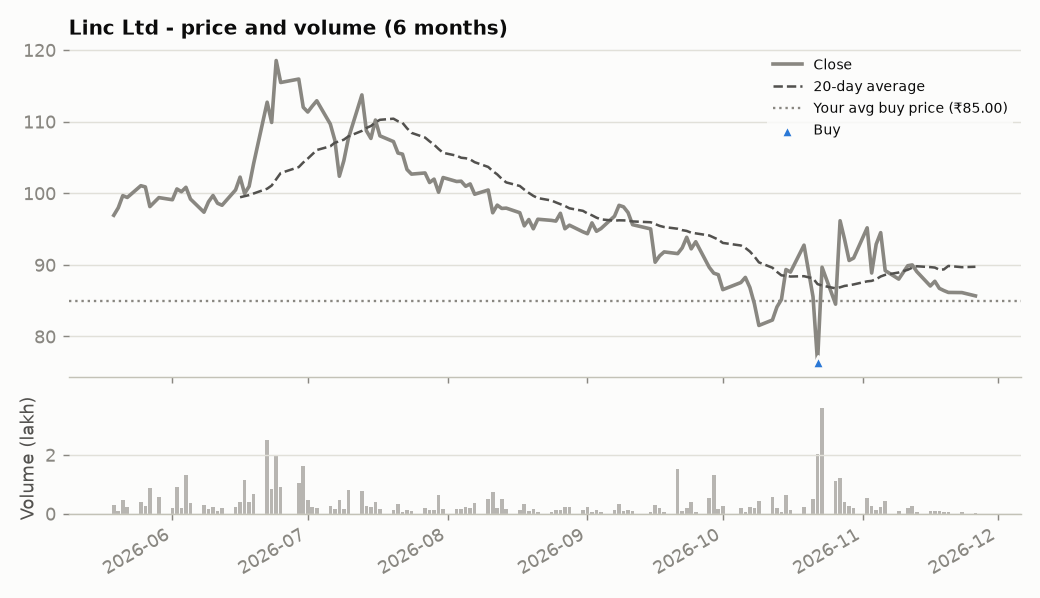 Linc Ltd - price and volume (6 months)
120
110
100
90
80
Close
20-day average
Your avg buy price (₹85.00)
Buy
Volume (lakh)
2
0
2026-06
2026-07
2026-08
2026-09
2026-10
2026-11
2026-12